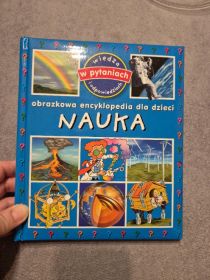 wiedza
w pytaniach
i odpowiedziach
obrazkowa encyklopedia dla dzieci
NAUKA